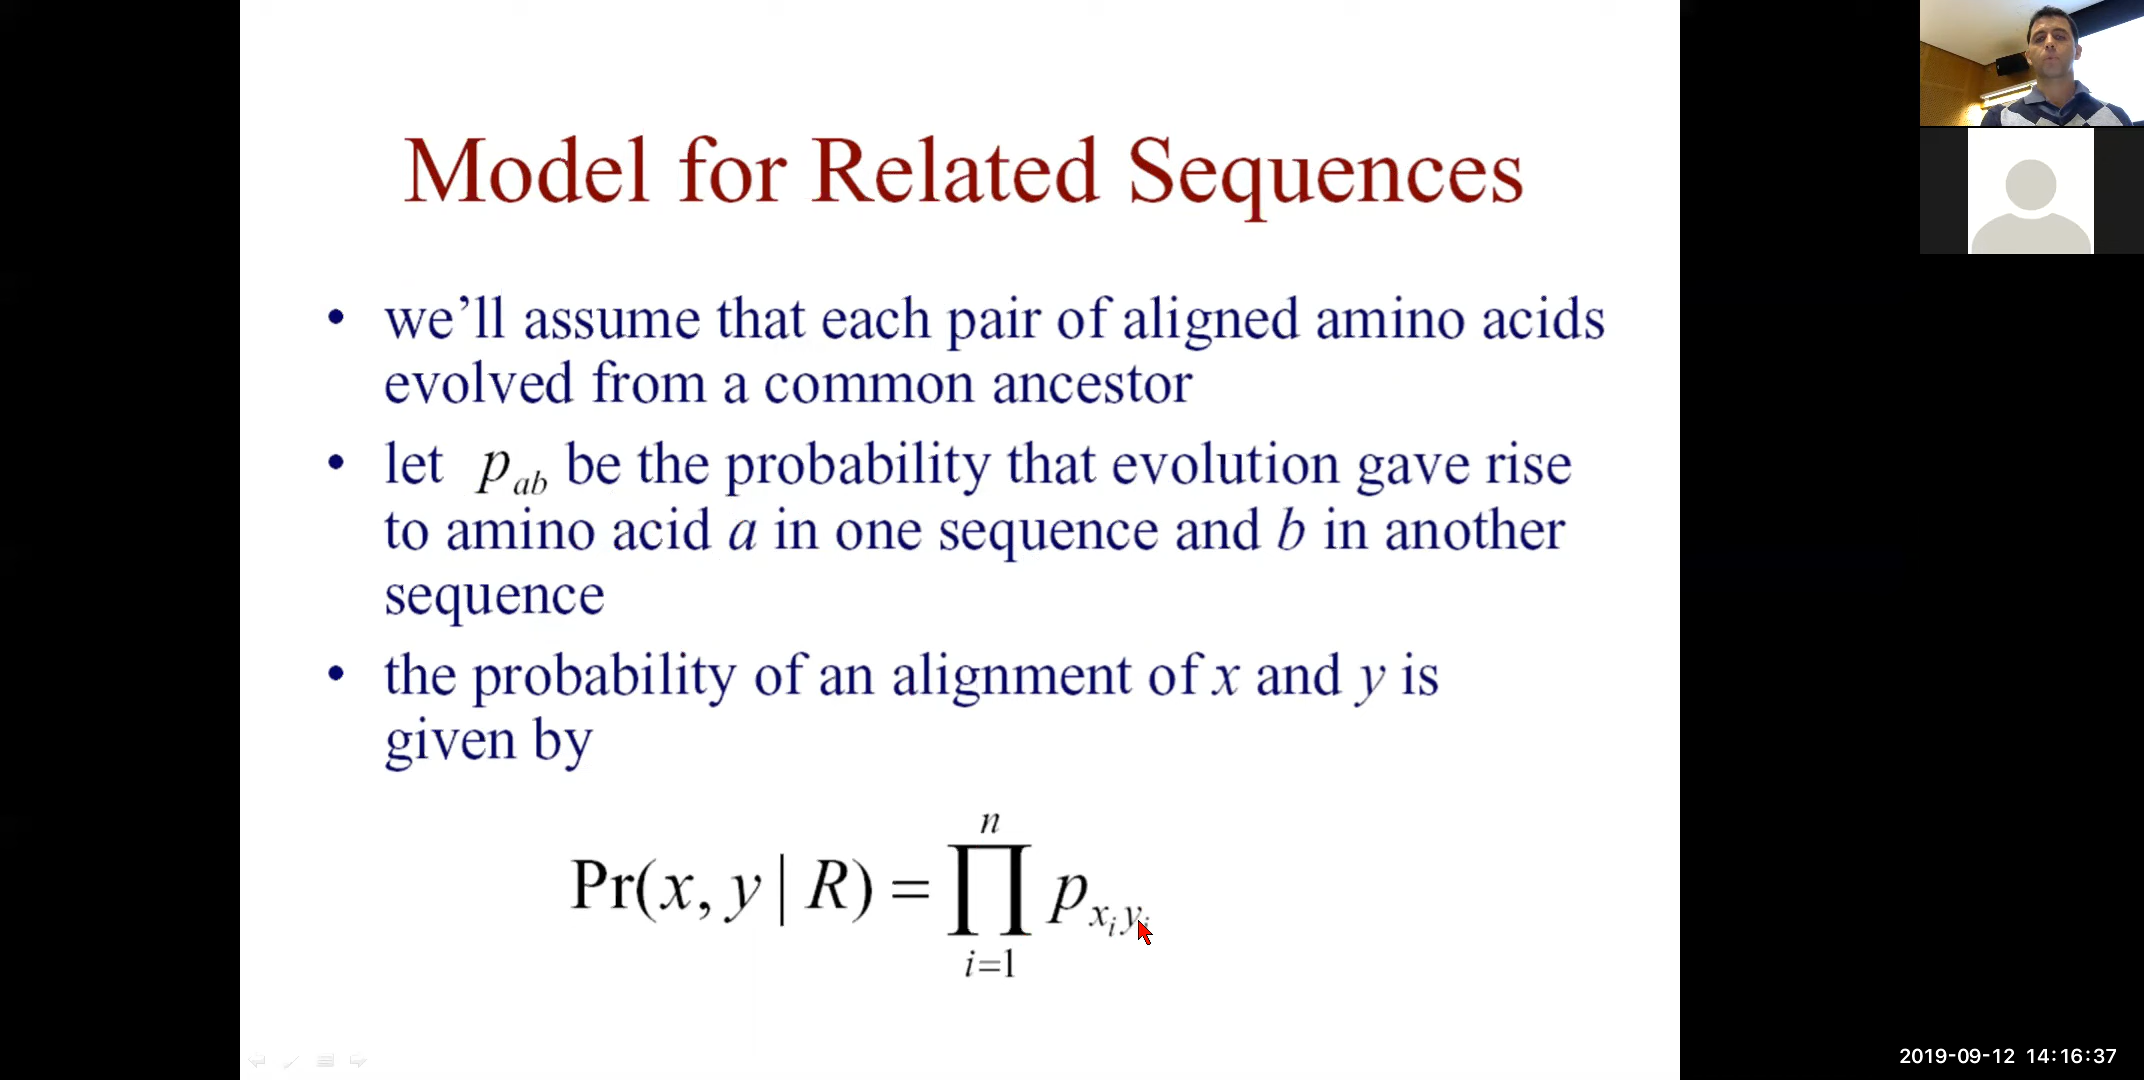 Model for Related Sequences
• we’ll assume that each pair of aligned amino acids
evolved from a common ancestor
• let p_ab be the probability that evolution gave rise
to amino acid a in one sequence and b in another
sequence
• the probability of an alignment of x and y is
given by
Pr(x, y | R) = ∏_{i=1}^{n} p_{x_i y_i}
2019-09-12 14:16:37